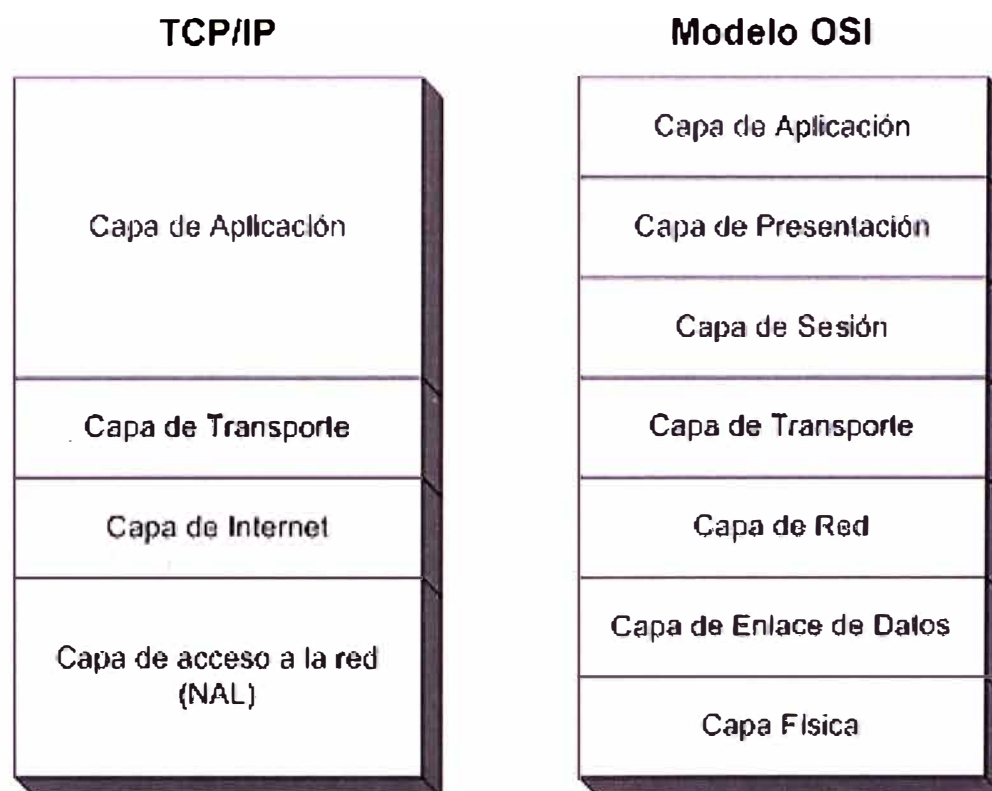 TCP/IP
Capa de Aplicación
Capa de Transporte
Capa de Internet
Capa de acceso a la red
(NAL)
Modelo OSI
Capa de Aplicación
Capa de Presentación
Capa de Sesión
Capa de Transporte
Capa de Red
Capa de Enlace de Datos
Capa Física